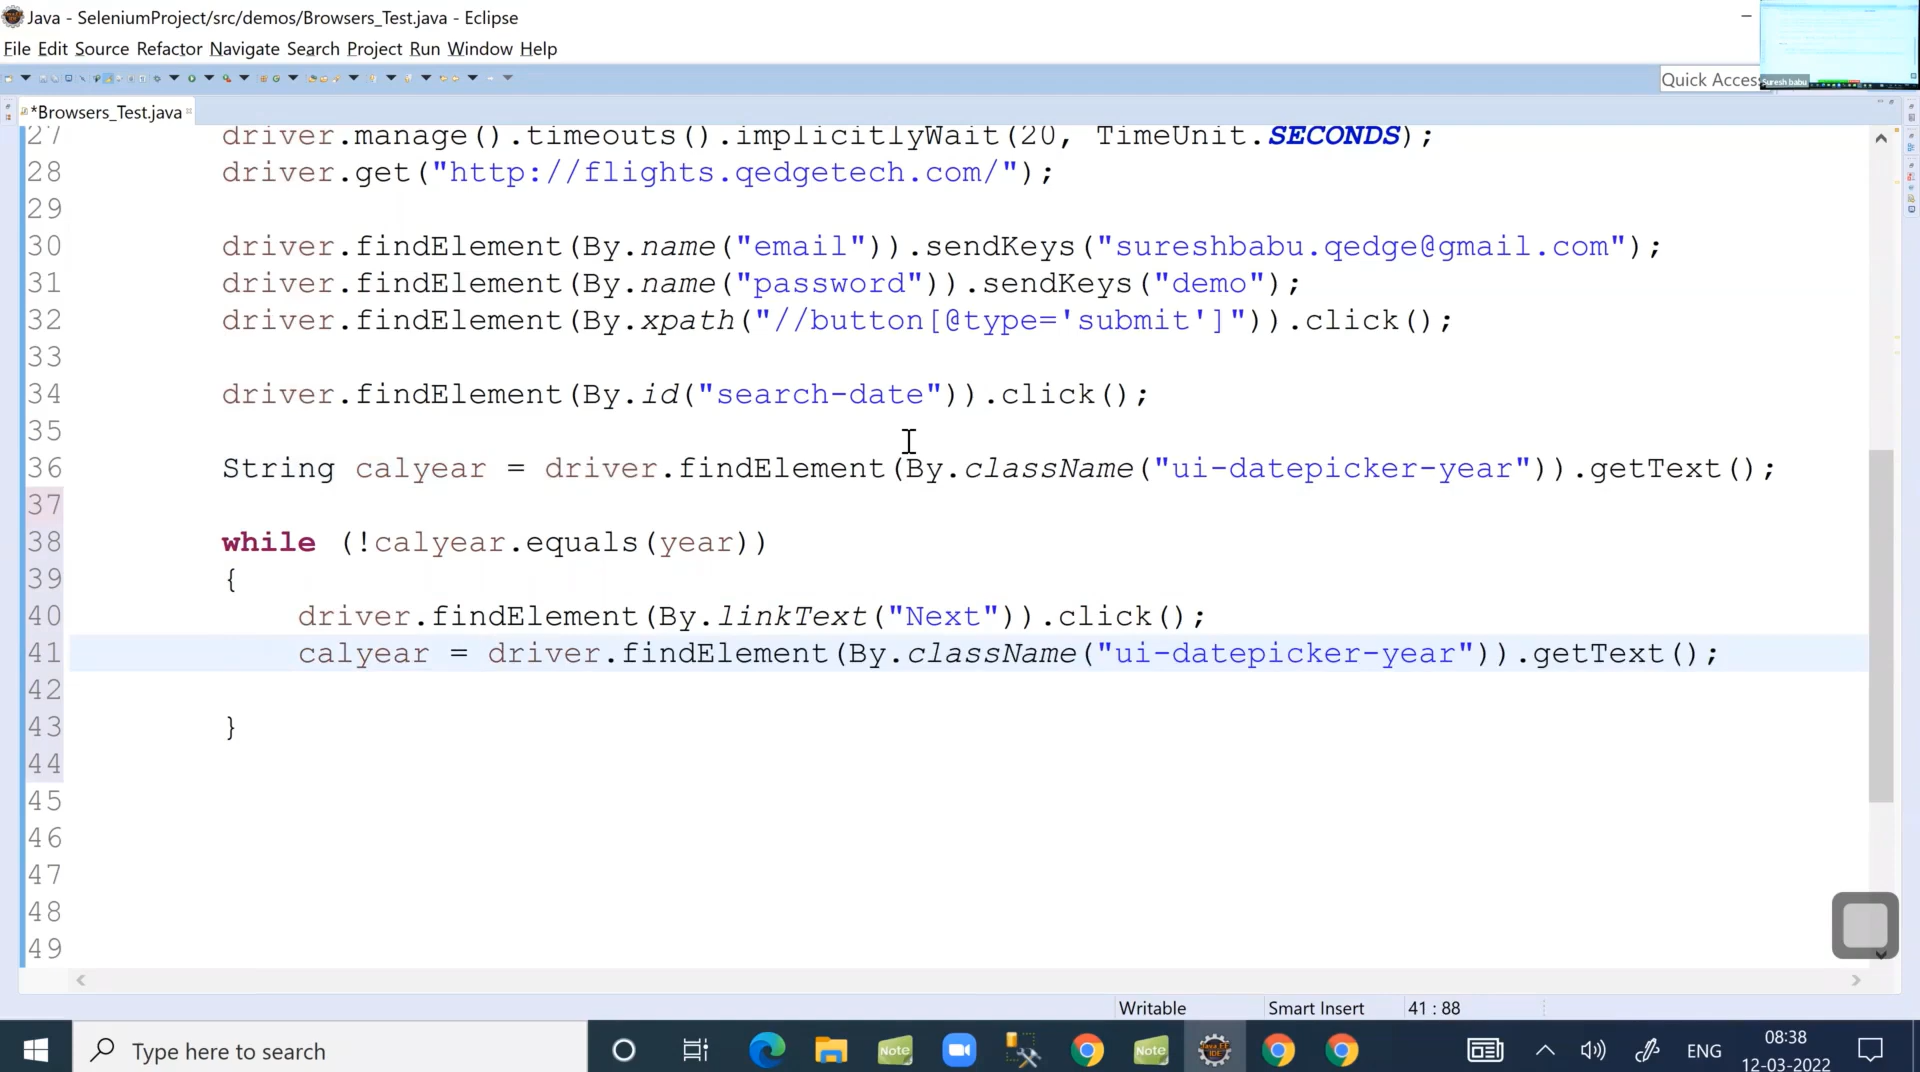 Java - SeleniumProject/src/demos/Browsers_Test.java - Eclipse
File Edit Source Refactor Navigate Search Project Run Window Help
Quick Access
Suresh babu
*Browsers_Test.java
27 driver.manage().timeouts().implicitlyWait(20, TimeUnit.SECONDS);
28 driver.get("http://flights.qedgetech.com/");
29
30 driver.findElement(By.name("email")).sendKeys("sureshbabu.qedge@gmail.com");
31 driver.findElement(By.name("password")).sendKeys("demo");
32 driver.findElement(By.xpath("//button[@type='submit']")).click();
33
34 driver.findElement(By.id("search-date")).click();
35
36 String calyear = driver.findElement(By.className("ui-datepicker-year")).getText();
37
38 while (!calyear.equals(year))
39 {
40 driver.findElement(By.linkText("Next")).click();
41 calyear = driver.findElement(By.className("ui-datepicker-year")).getText();
42
43 }
44
45
46
47
48
49
Writable Smart Insert 41 : 88
Type here to search
Note
Note
Java EE
IDE
ENG
08:38
12-03-2022